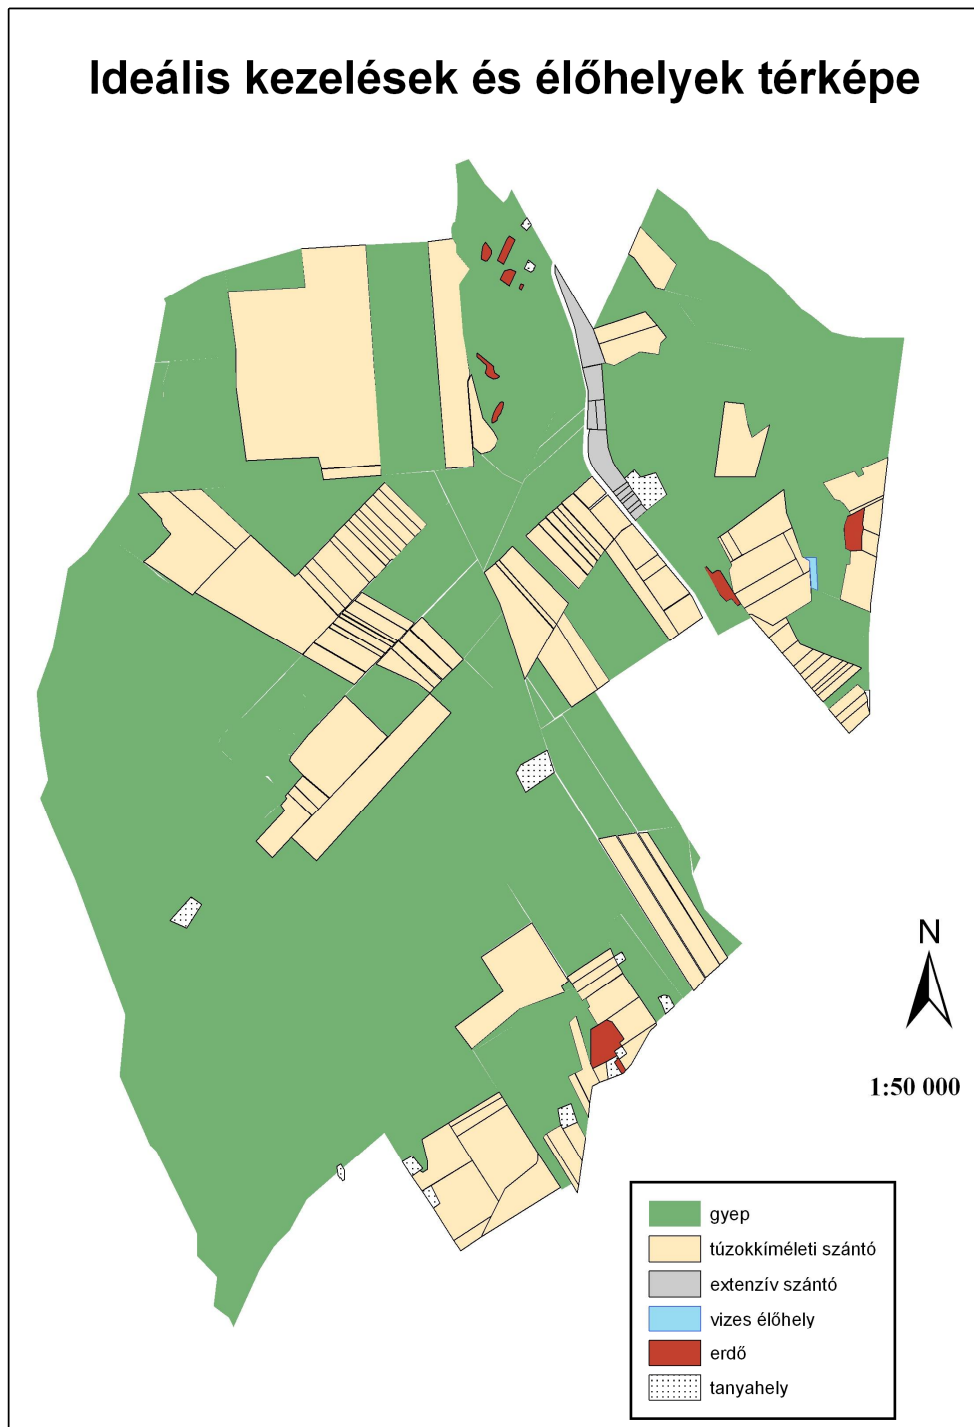 Ideális kezelések és élőhelyek térképe
N
1:50 000
gyep
túzokkíméleti szántó
extenzív szántó
vizes élőhely
erdő
tanyahely